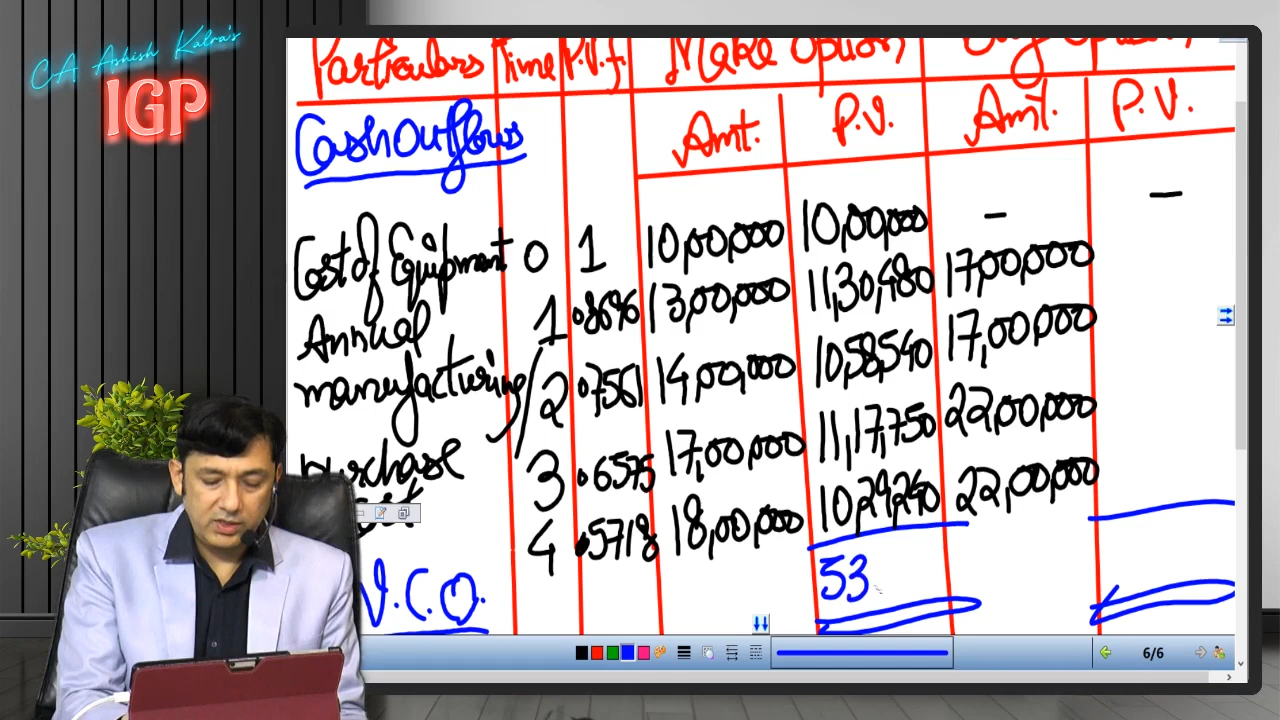 CA Ashish Kalra's
IGP
Particulars Time P.V.f. Make Option Buy Option
Amt. P.V. Amt. P.V.
Cash Outflows
Cost of Equipment 0 1 10,00,000 10,00,000 – –
Annual 1 .8696 13,00,000 11,30,480 17,00,000
manufacturing/ 2 .7561 14,00,000 10,58,540 17,00,000
purchase 3 .6575 17,00,000 11,17,750 22,00,000
4 .5718 18,00,000 10,29,240 22,00,000
V.C.O. 53
6/6